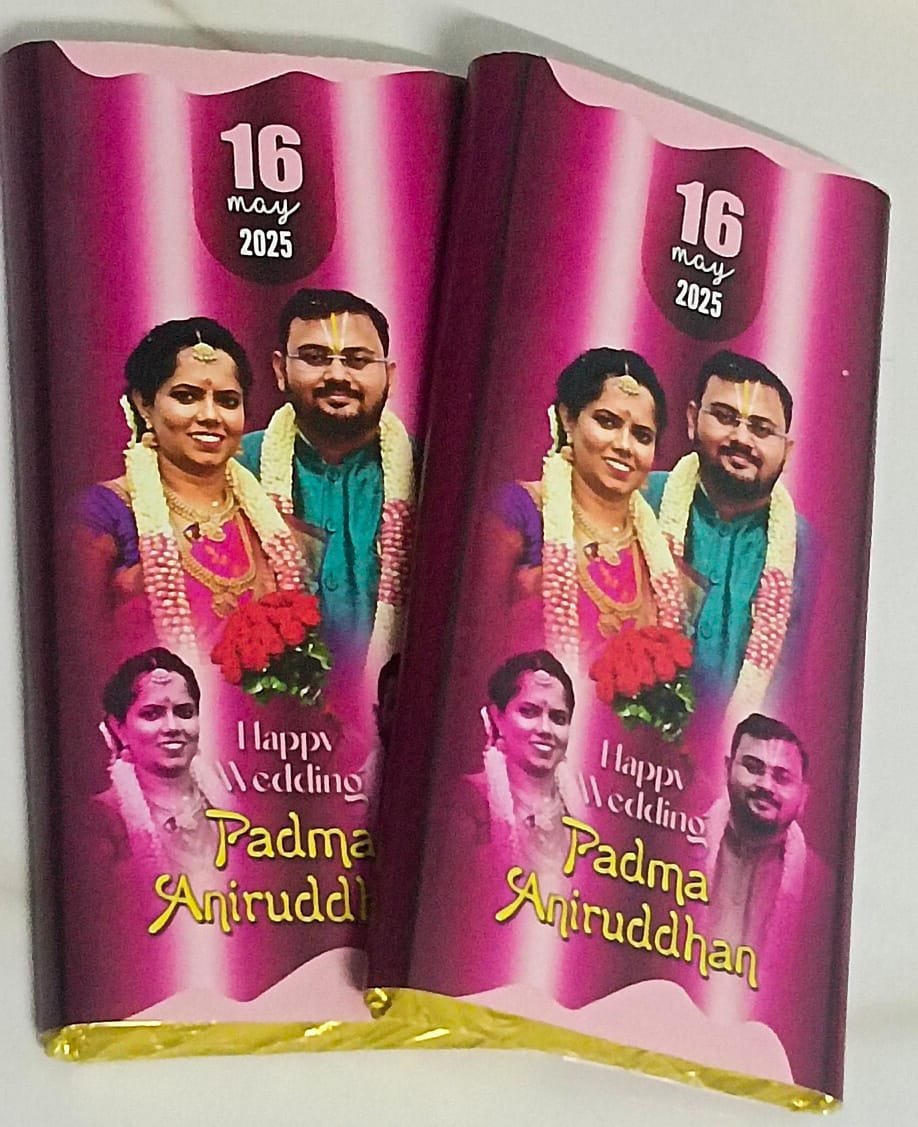 16
may
2025
Happy
Wedding
Padma
Aniruddh
16
may
2025
Happy
Wedding
Padma
Aniruddhan